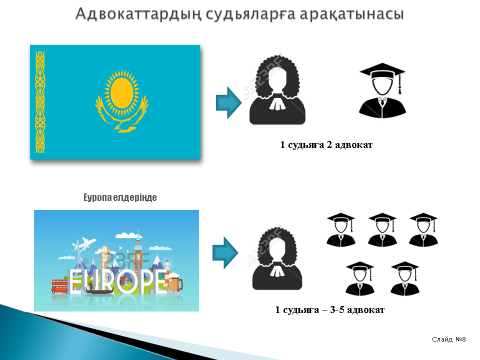 Адвокаттардың судьяларға арақатынасы
1 судьяға 2 адвокат
Еуропа елдерінде
EUROPE
1 судьяға – 3-5 адвокат
Слайд №8